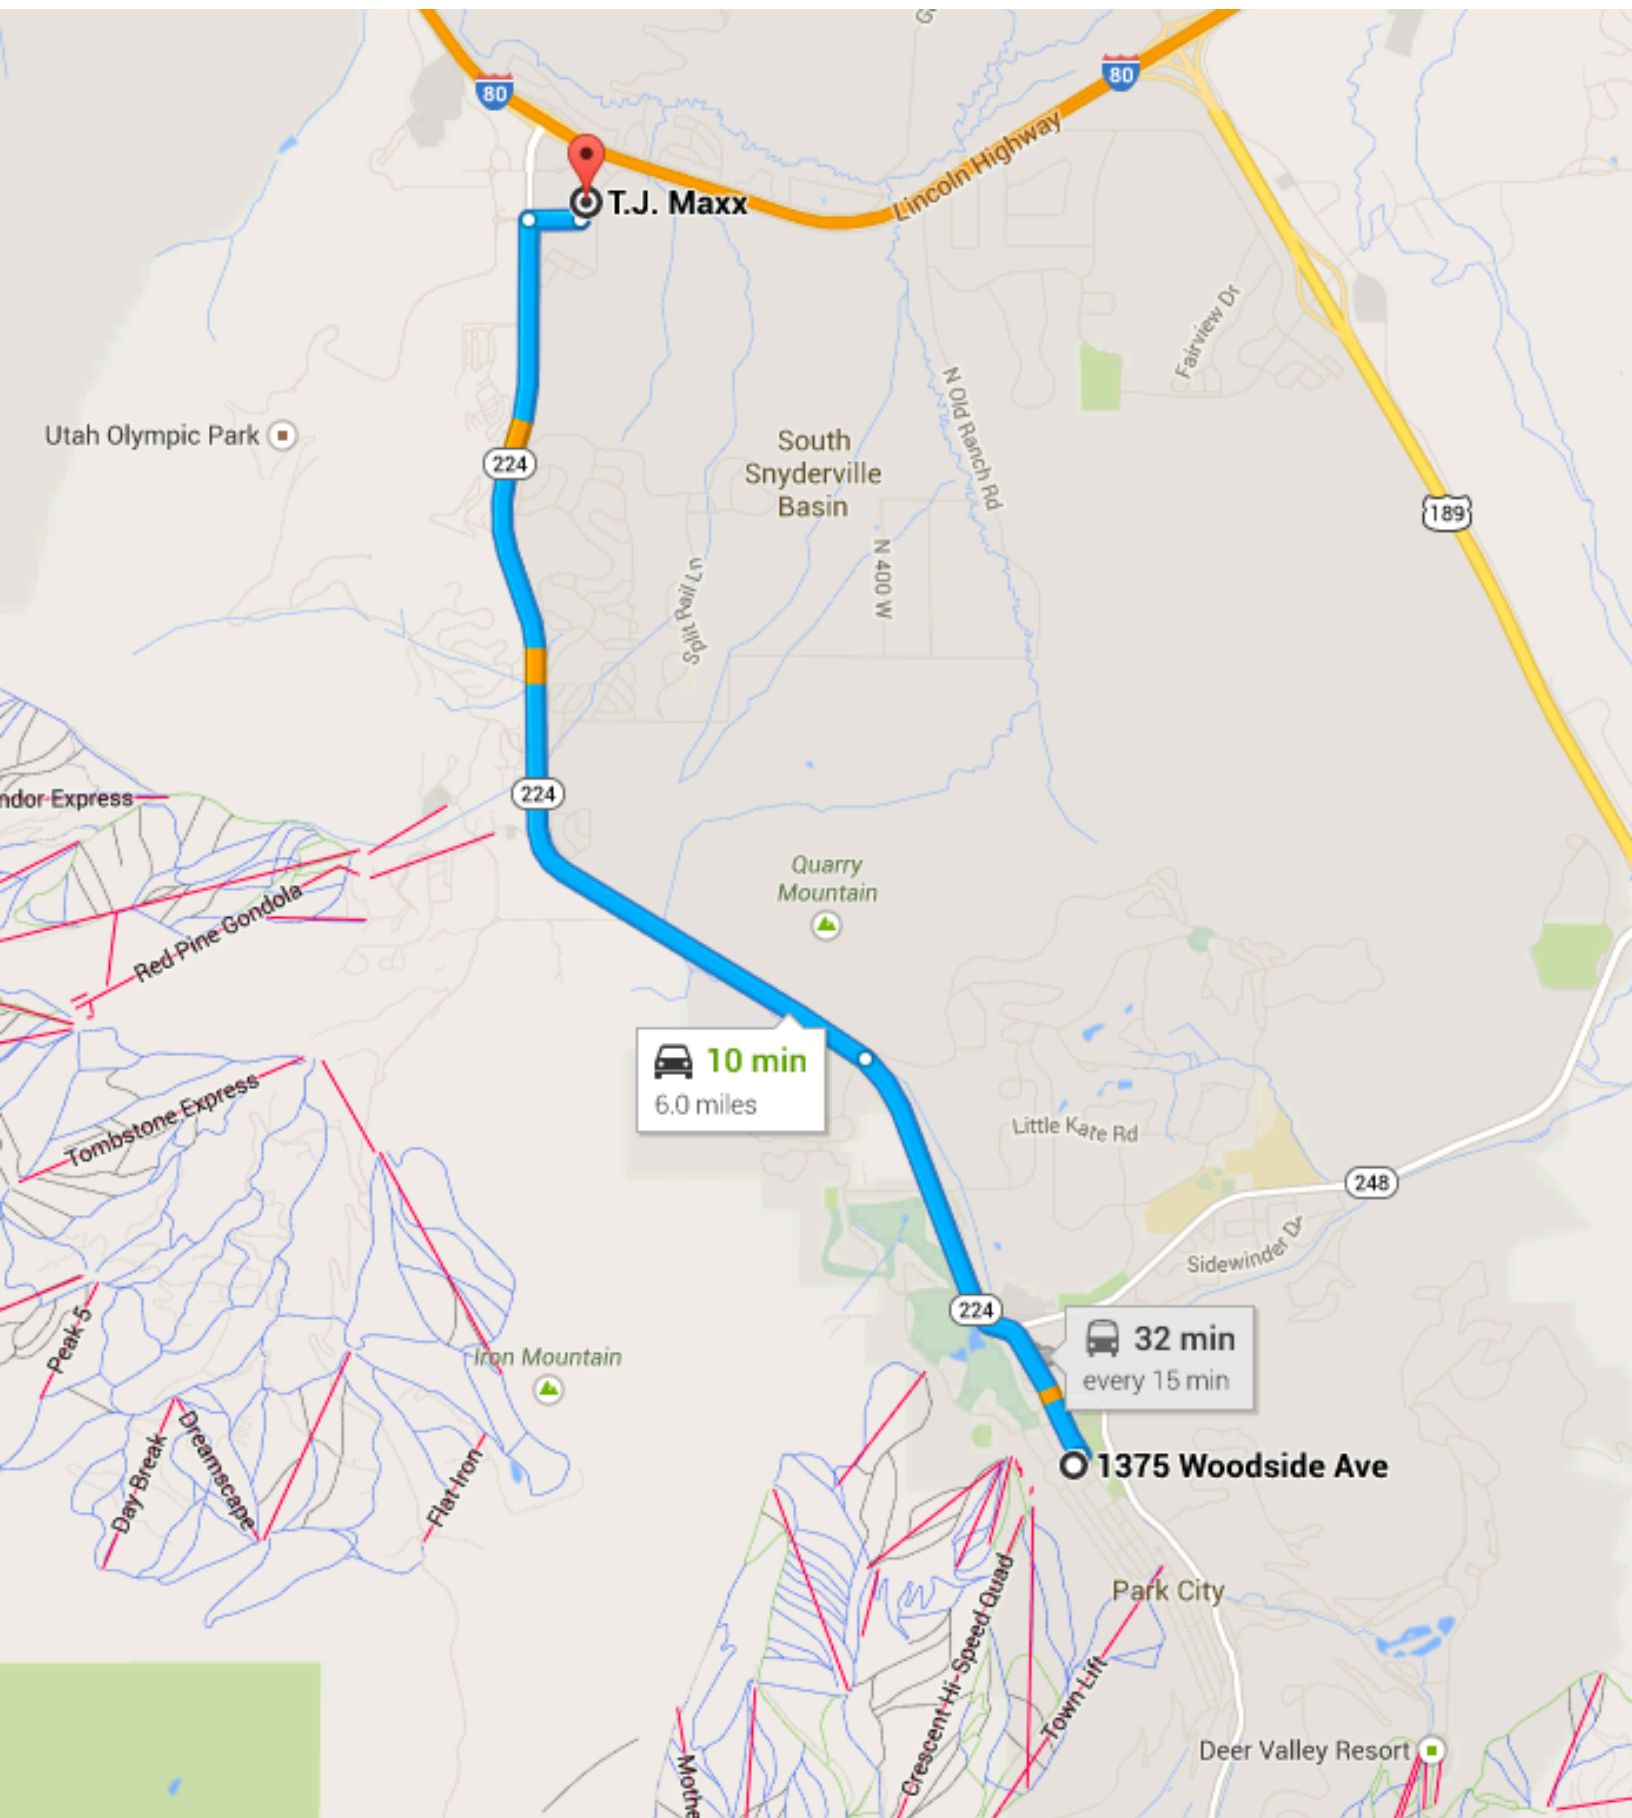 G
80
80
Lincoln Highway
T.J. Maxx
Fairview Dr
Utah Olympic Park
224
South
Snyderville
Basin
N Old Ranch Rd
189
N 400 W
Split Rail Ln
224
ndor Express
Quarry
Mountain
Red Pine Gondola
10 min
6.0 miles
Tombstone Express
Little Kate Rd
248
Sidewinder Dr
224
32 min
every 15 min
Peak 5
Iron Mountain
Day Break
Dreamscape
Flat Iron
1375 Woodside Ave
Park City
Crescent Hi-Speed Quad
Town Lift
Deer Valley Resort
Mothe